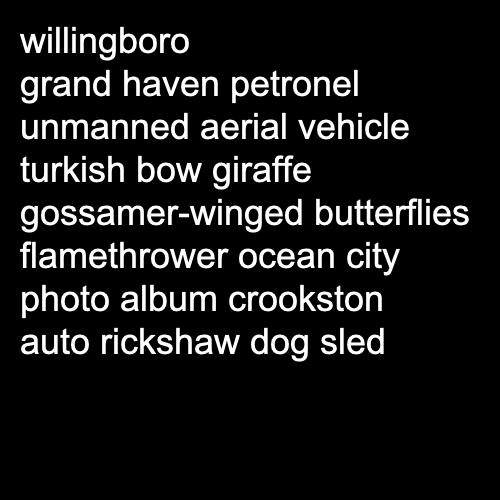 willingboro
grand haven petronel
unmanned aerial vehicle
turkish bow giraffe
gossamer-winged butterflies
flamethrower ocean city
photo album crookston
auto rickshaw dog sled